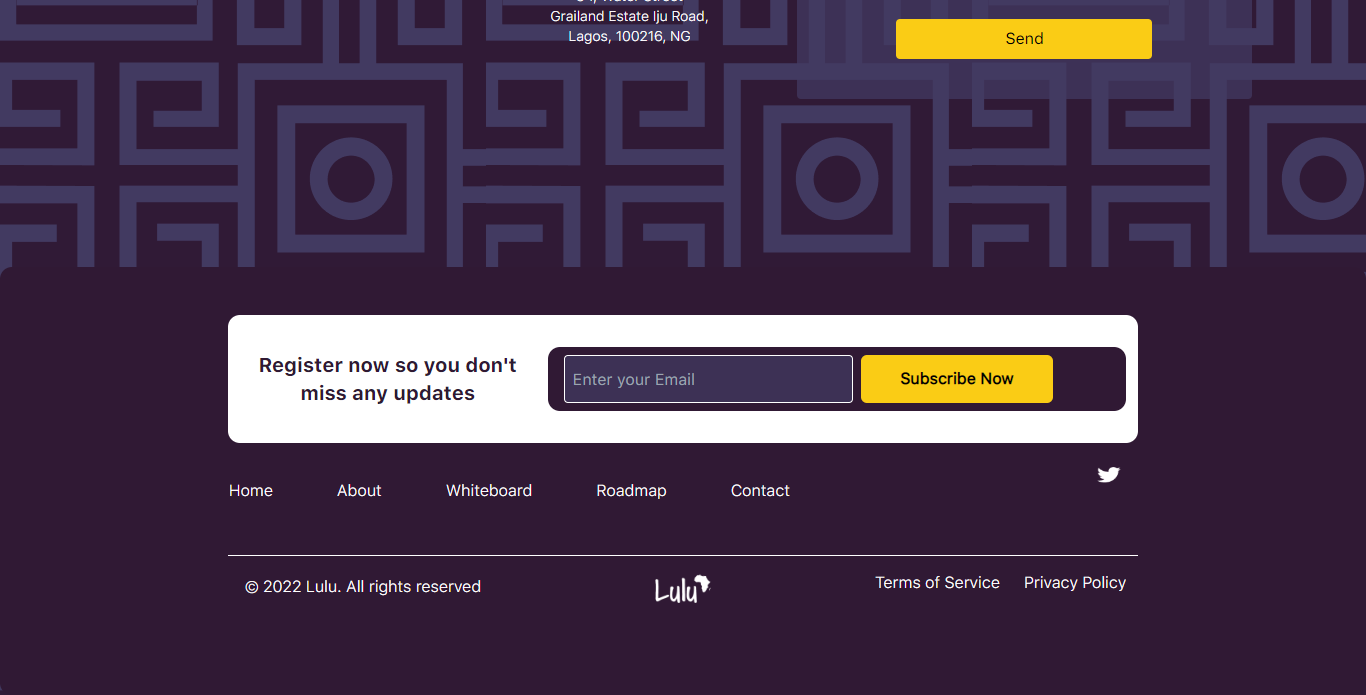 Grailand Estate Iju Road,
Lagos, 100216, NG
Send
Register now so you don't
miss any updates
Enter your Email
Subscribe Now
Home About Whiteboard Roadmap Contact
© 2022 Lulu. All rights reserved
Lulu
Terms of Service Privacy Policy